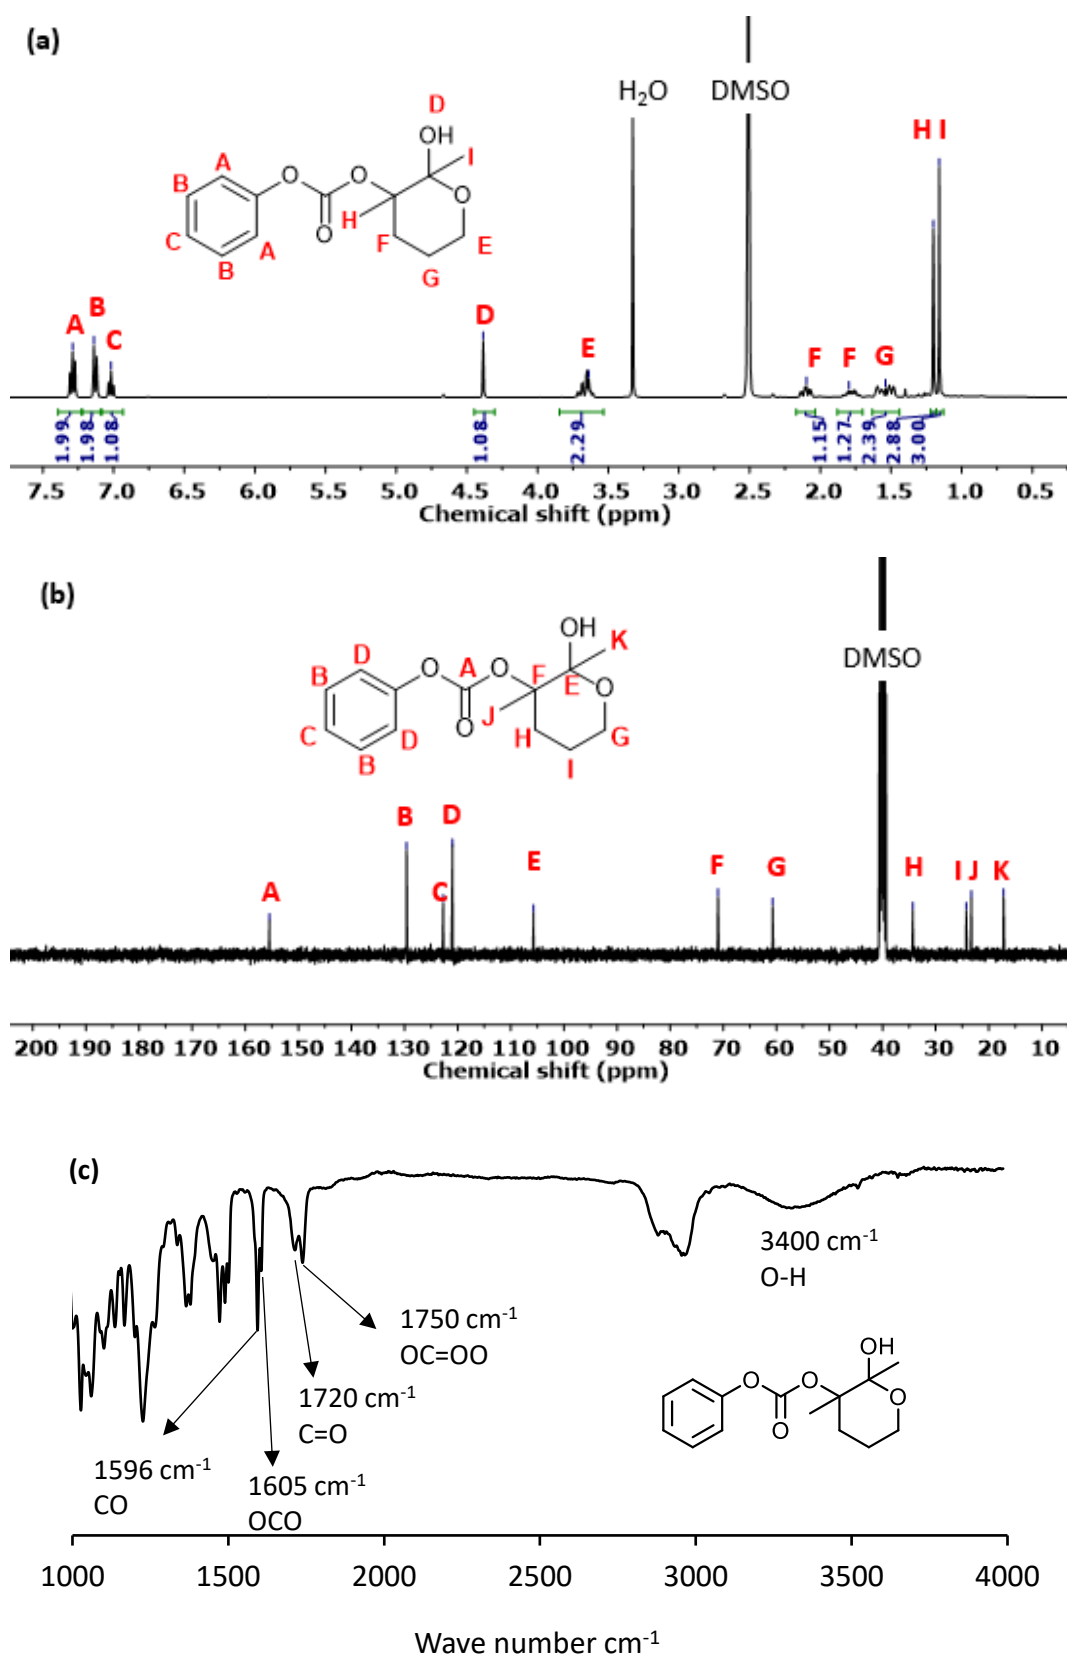 (a)
H₂O DMSO
D
OH
A
O
O
I
B
O
H
C
O
F
E
A
B
G
H I
B
A
C
D
E
F F G
1.99 1.98 1.08 1.08 2.29 1.15 1.27 2.39 2.88 3.00
7.5 7.0 6.5 6.0 5.5 5.0 4.5 4.0 3.5 3.0 2.5 2.0 1.5 1.0 0.5
Chemical shift (ppm)
(b)
OH
K
DMSO
D
O
A
O
F
E
B
O
J
O
C
D
H
G
B
I
B D
A
C
E
F G
H I J K
200 190 180 170 160 150 140 130 120 110 100 90 80 70 60 50 40 30 20 10
Chemical shift (ppm)
(c)
3400 cm⁻¹
O-H
1750 cm⁻¹
OC=OO
1720 cm⁻¹
C=O
1596 cm⁻¹
CO
1605 cm⁻¹
OCO
OH
O
O
O
O
1000 1500 2000 2500 3000 3500 4000
Wave number cm⁻¹